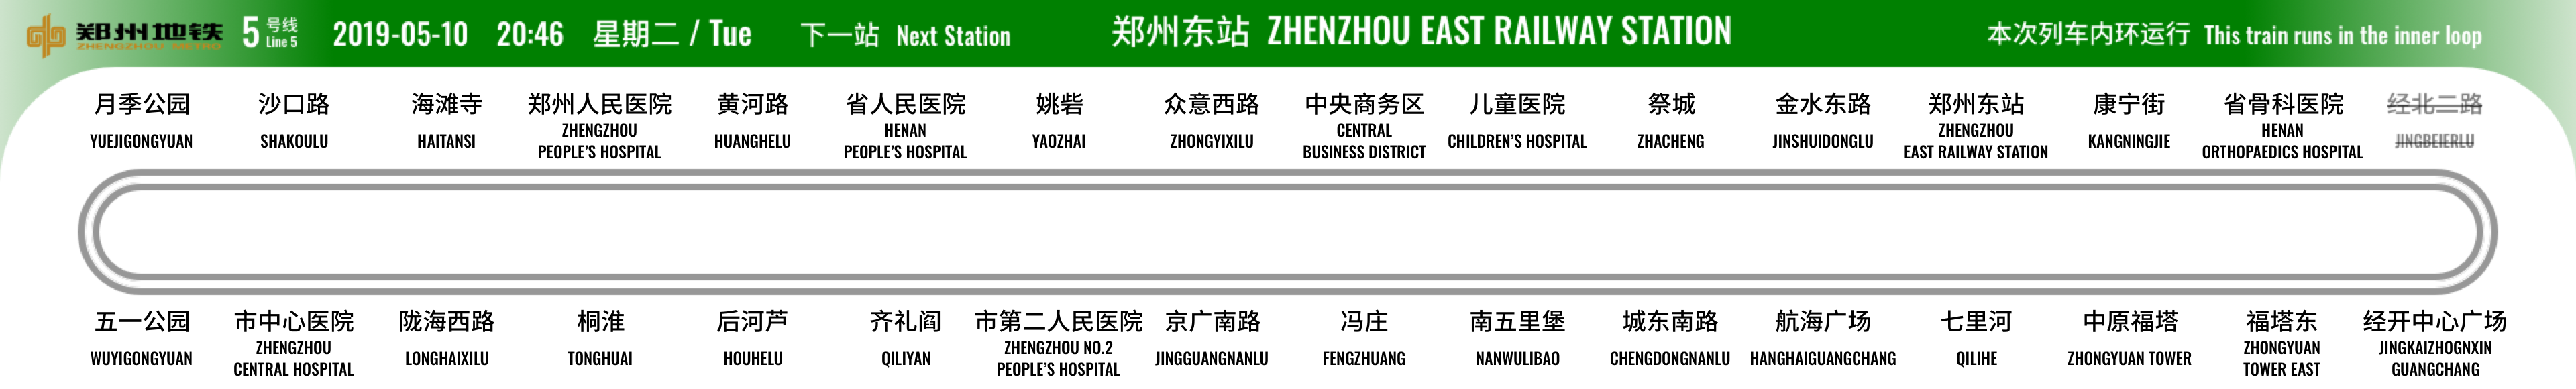 郑州地铁
ZHENGZHOU METRO
5 号线
Line 5
2019-05-10 20:46 星期二 / Tue
下一站 Next Station
郑州东站 ZHENZHOU EAST RAILWAY STATION
本次列车内环运行 This train runs in the inner loop
月季公园
YUEJIGONGYUAN
沙口路
SHAKOULU
海滩寺
HAITANSI
郑州人民医院
ZHENGZHOU
PEOPLE'S HOSPITAL
黄河路
HUANGHELU
省人民医院
HENAN
PEOPLE'S HOSPITAL
姚砦
YAOZHAI
众意西路
ZHONGYIXILU
中央商务区
CENTRAL
BUSINESS DISTRICT
儿童医院
CHILDREN'S HOSPITAL
祭城
ZHACHENG
金水东路
JINSHUIDONGLU
郑州东站
ZHENGZHOU
EAST RAILWAY STATION
康宁街
KANGNINGJIE
省骨科医院
HENAN
ORTHOPAEDICS HOSPITAL
经北二路
JINGBEIERLU
五一公园
WUYIGONGYUAN
市中心医院
ZHENGZHOU
CENTRAL HOSPITAL
陇海西路
LONGHAIXILU
桐淮
TONGHUAI
后河芦
HOUHELU
齐礼阎
QILIYAN
市第二人民医院
ZHENGZHOU NO.2
PEOPLE'S HOSPITAL
京广南路
JINGGUANGNANLU
冯庄
FENGZHUANG
南五里堡
NANWULIBAO
城东南路
CHENGDONGNANLU
航海广场
HANGHAIGUANGCHANG
七里河
QILIHE
中原福塔
ZHONGYUAN TOWER
福塔东
ZHONGYUAN
TOWER EAST
经开中心广场
JINGKAIZHOGNXIN
GUANGCHANG